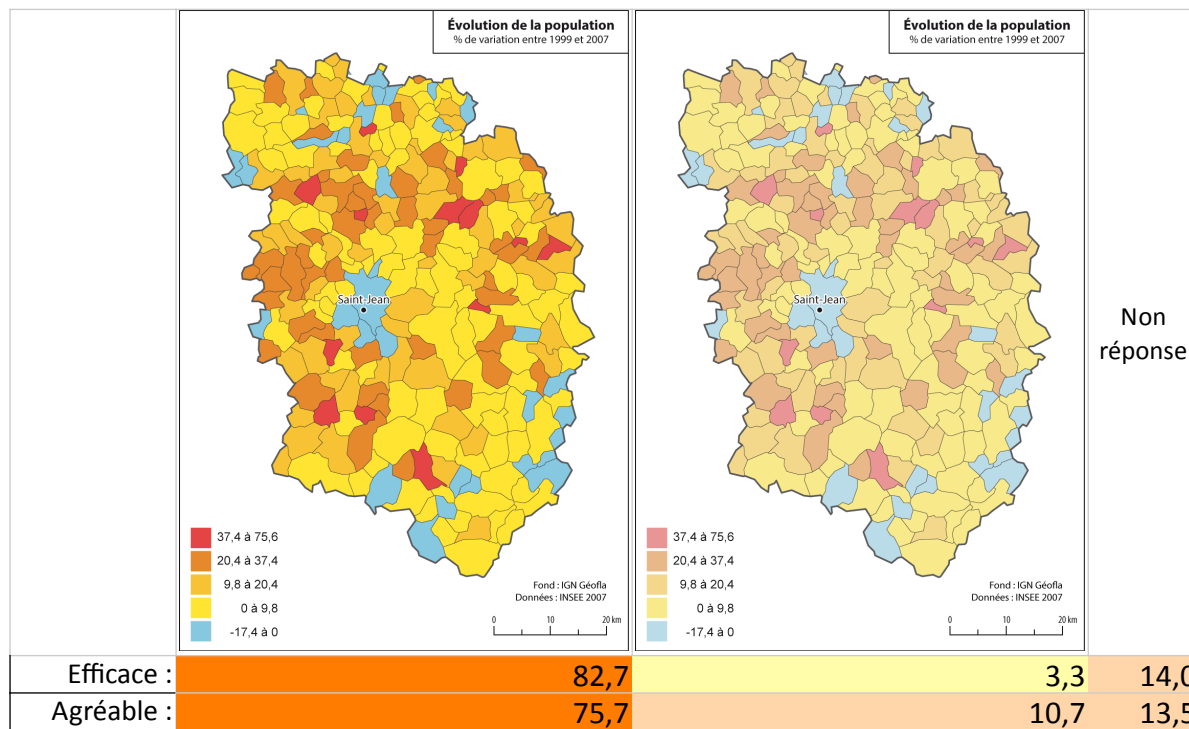 Évolution de la population
% de variation entre 1999 et 2007
Saint-Jean
37,4 à 75,6
20,4 à 37,4
9,8 à 20,4
0 à 9,8
-17,4 à 0
Fond : IGN Géofla
Données : INSEE 2007
0 10 20 km
Évolution de la population
% de variation entre 1999 et 2007
Saint-Jean
37,4 à 75,6
20,4 à 37,4
9,8 à 20,4
0 à 9,8
-17,4 à 0
Fond : IGN Géofla
Données : INSEE 2007
0 10 20 km
Non
réponse
Efficace : 82,7 3,3 14,0
Agréable : 75,7 10,7 13,5